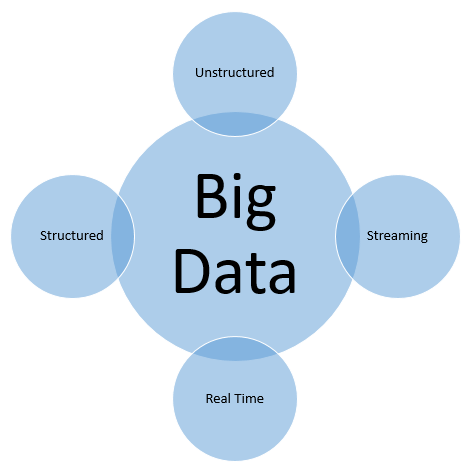 Unstructured
Big
Data
Structured
Streaming
Real Time